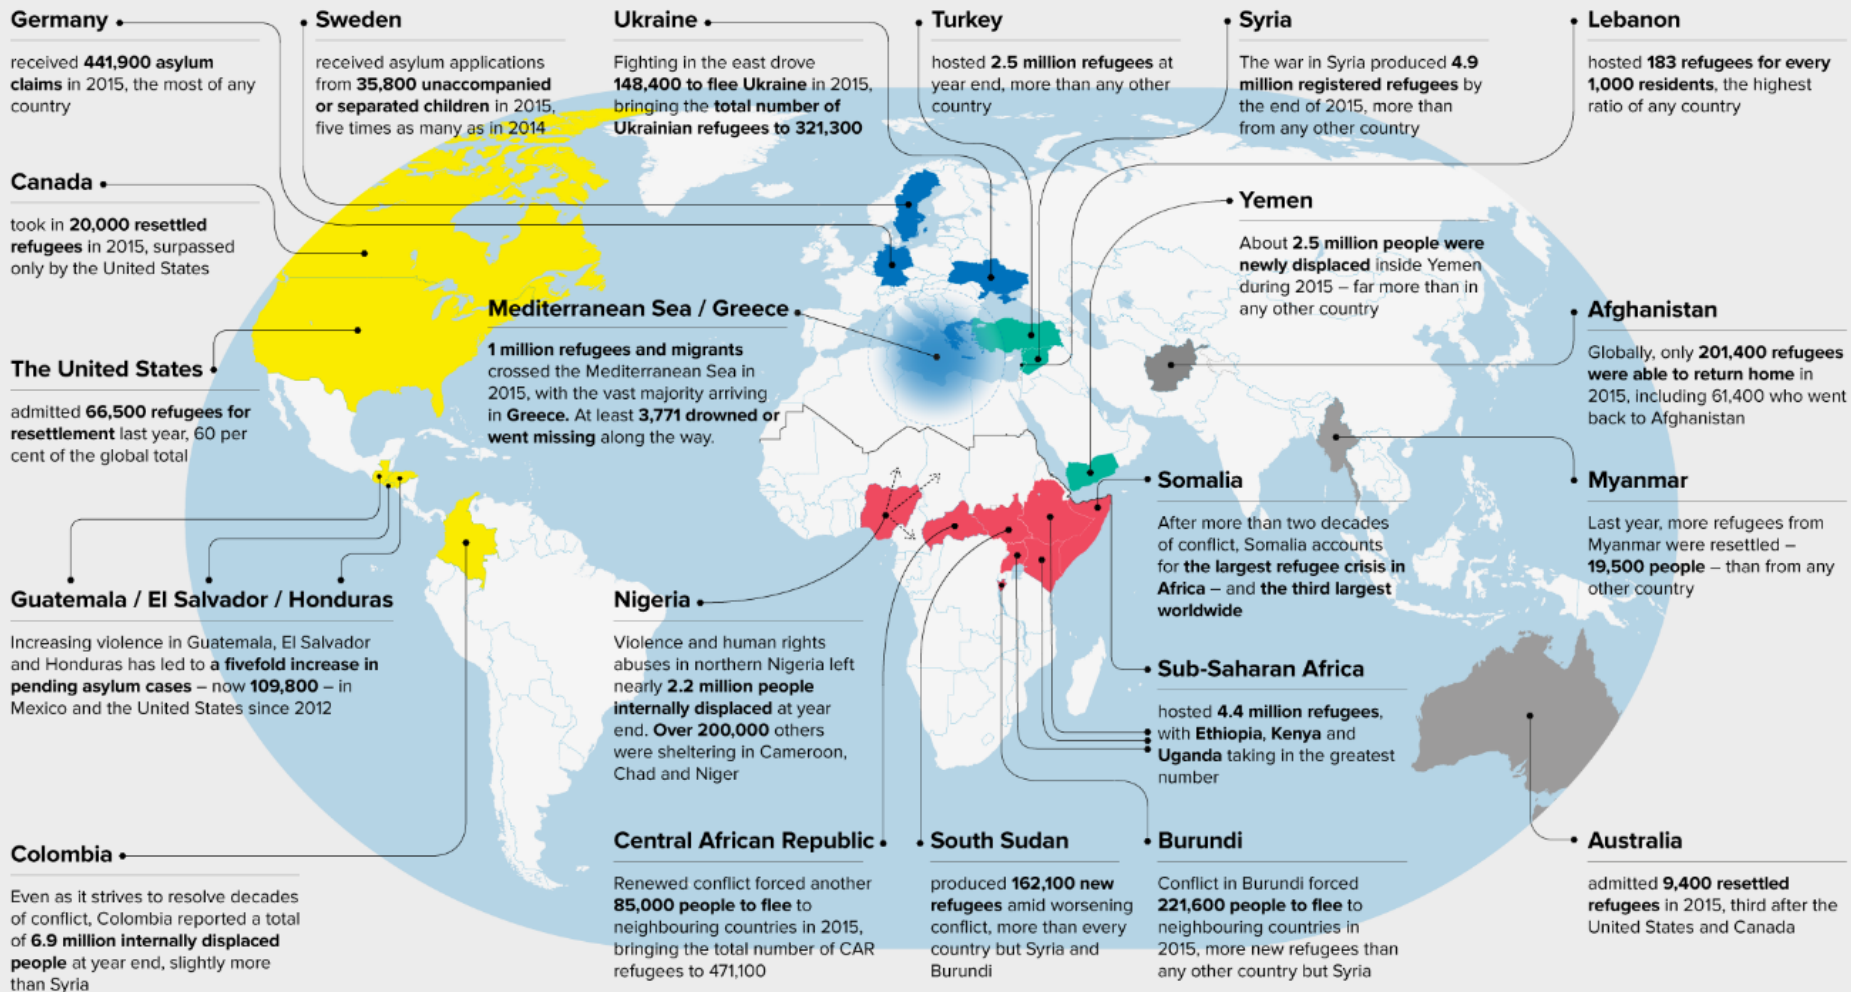 Germany
received 441,900 asylum
claims in 2015, the most of any
country
Sweden
received asylum applications
from 35,800 unaccompanied
or separated children in 2015,
five times as many as in 2014
Ukraine
Fighting in the east drove
148,400 to flee Ukraine in 2015,
bringing the total number of
Ukrainian refugees to 321,300
Turkey
hosted 2.5 million refugees at
year end, more than any other
country
Syria
The war in Syria produced 4.9
million registered refugees by
the end of 2015, more than
from any other country
Lebanon
hosted 183 refugees for every
1,000 residents, the highest
ratio of any country
Canada
took in 20,000 resettled
refugees in 2015, surpassed
only by the United States
Yemen
About 2.5 million people were
newly displaced inside Yemen
during 2015 – far more than in
any other country
Mediterranean Sea / Greece
1 million refugees and migrants
crossed the Mediterranean Sea in
2015, with the vast majority arriving
in Greece. At least 3,771 drowned or
went missing along the way.
Afghanistan
Globally, only 201,400 refugees
were able to return home in
2015, including 61,400 who went
back to Afghanistan
The United States
admitted 66,500 refugees for
resettlement last year, 60 per
cent of the global total
Somalia
After more than two decades
of conflict, Somalia accounts
for the largest refugee crisis in
Africa – and the third largest
worldwide
Myanmar
Last year, more refugees from
Myanmar were resettled –
19,500 people – than from any
other country
Guatemala / El Salvador / Honduras
Increasing violence in Guatemala, El Salvador
and Honduras has led to a fivefold increase in
pending asylum cases – now 109,800 – in
Mexico and the United States since 2012
Nigeria
Violence and human rights
abuses in northern Nigeria left
nearly 2.2 million people
internally displaced at year
end. Over 200,000 others
were sheltering in Cameroon,
Chad and Niger
Sub-Saharan Africa
hosted 4.4 million refugees,
with Ethiopia, Kenya and
Uganda taking in the greatest
number
Colombia
Even as it strives to resolve decades
of conflict, Colombia reported a total
of 6.9 million internally displaced
people at year end, slightly more
than Syria
Central African Republic
Renewed conflict forced another
85,000 people to flee to
neighbouring countries in 2015,
bringing the total number of CAR
refugees to 471,100
South Sudan
produced 162,100 new
refugees amid worsening
conflict, more than every
country but Syria and
Burundi
Burundi
Conflict in Burundi forced
221,600 people to flee to
neighbouring countries in
2015, more new refugees than
any other country but Syria
Australia
admitted 9,400 resettled
refugees in 2015, third after the
United States and Canada